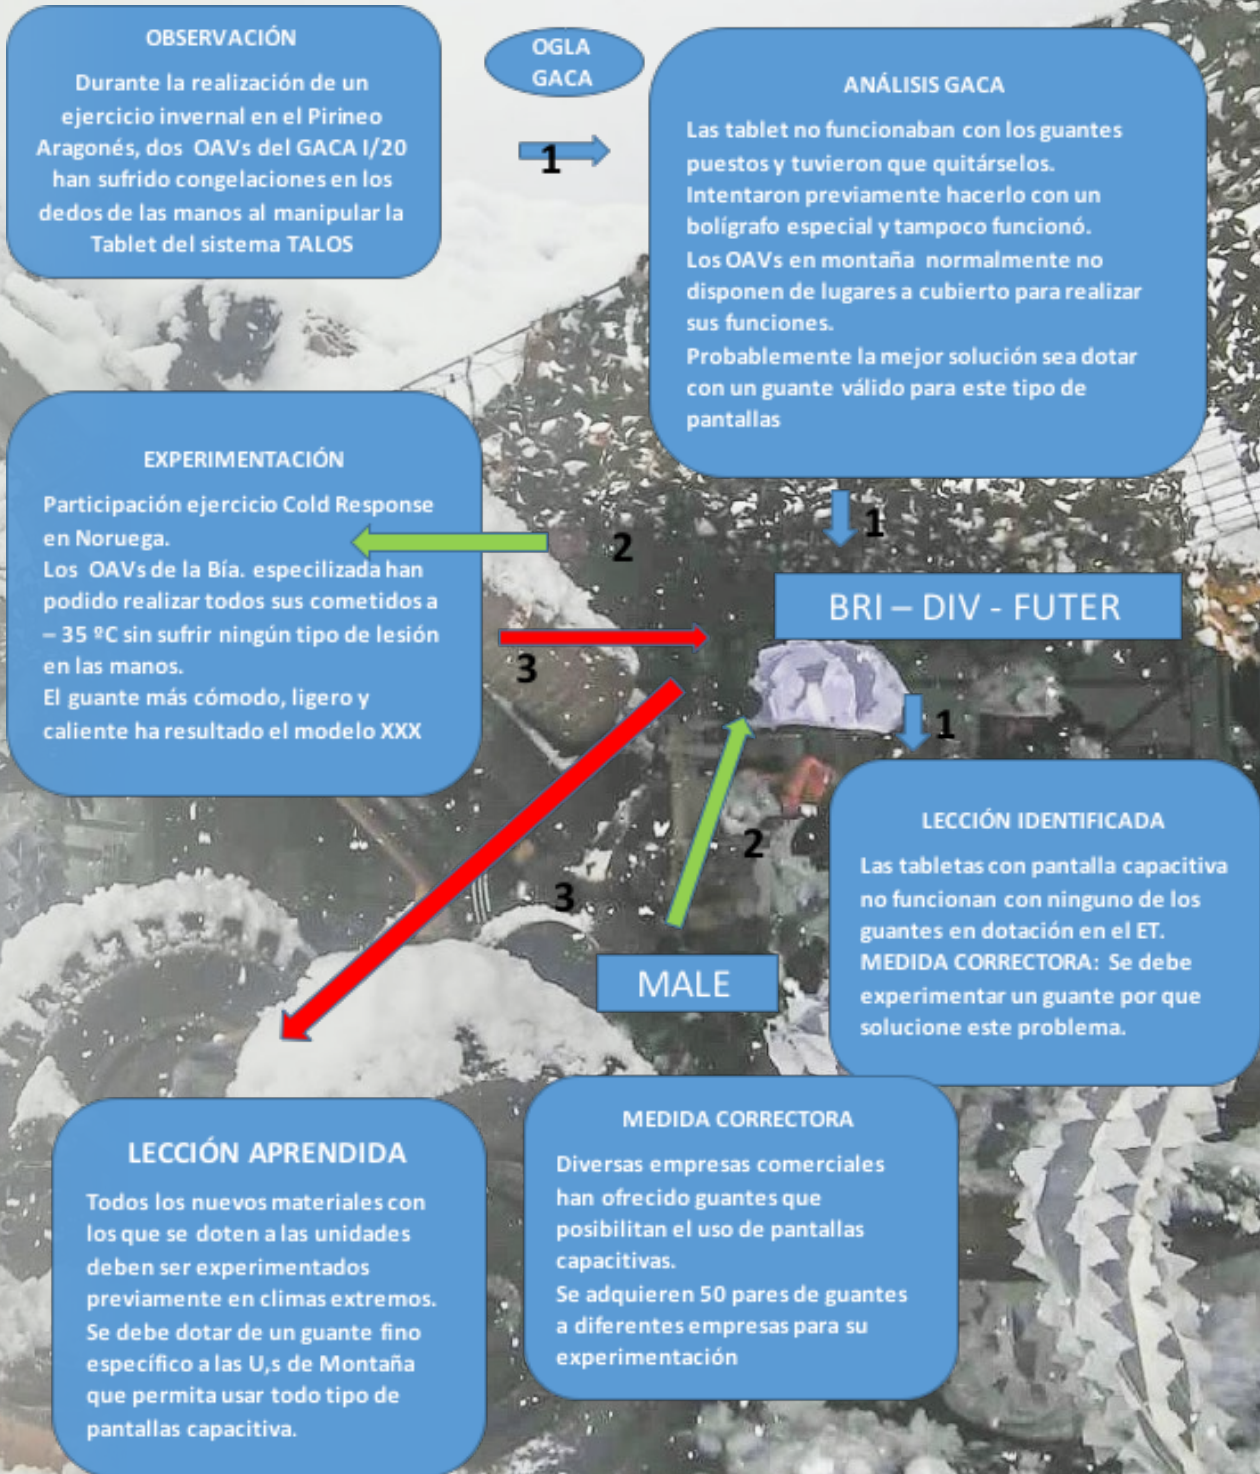 OBSERVACIÓN
Durante la realización de un
ejercicio invernal en el Pirineo
Aragonés, dos OAVs del GACA I/20
han sufrido congelaciones en los
dedos de las manos al manipular la
Tablet del sistema TALOS
OGLA
GACA
1
ANÁLISIS GACA
Las tablet no funcionaban con los guantes
puestos y tuvieron que quitárselos.
Intentaron previamente hacerlo con un
bolígrafo especial y tampoco funcionó.
Los OAVs en montaña normalmente no
disponen de lugares a cubierto para realizar
sus funciones.
Probablemente la mejor solución sea dotar
con un guante válido para este tipo de
pantallas
1
EXPERIMENTACIÓN
Participación ejercicio Cold Response
en Noruega.
Los OAVs de la Bía. especilizada han
podido realizar todos sus cometidos a
– 35 ºC sin sufrir ningún tipo de lesión
en las manos.
El guante más cómodo, ligero y
caliente ha resultado el modelo XXX
2
BRI – DIV - FUTER
3
1
2
3
MALE
LECCIÓN IDENTIFICADA
Las tabletas con pantalla capacitiva
no funcionan con ninguno de los
guantes en dotación en el ET.
MEDIDA CORRECTORA: Se debe
experimentar un guante por que
solucione este problema.
LECCIÓN APRENDIDA
Todos los nuevos materiales con
los que se doten a las unidades
deben ser experimentados
previamente en climas extremos.
Se debe dotar de un guante fino
específico a las U,s de Montaña
que permita usar todo tipo de
pantallas capacitiva.
MEDIDA CORRECTORA
Diversas empresas comerciales
han ofrecido guantes que
posibilitan el uso de pantallas
capacitivas.
Se adquieren 50 pares de guantes
a diferentes empresas para su
experimentación